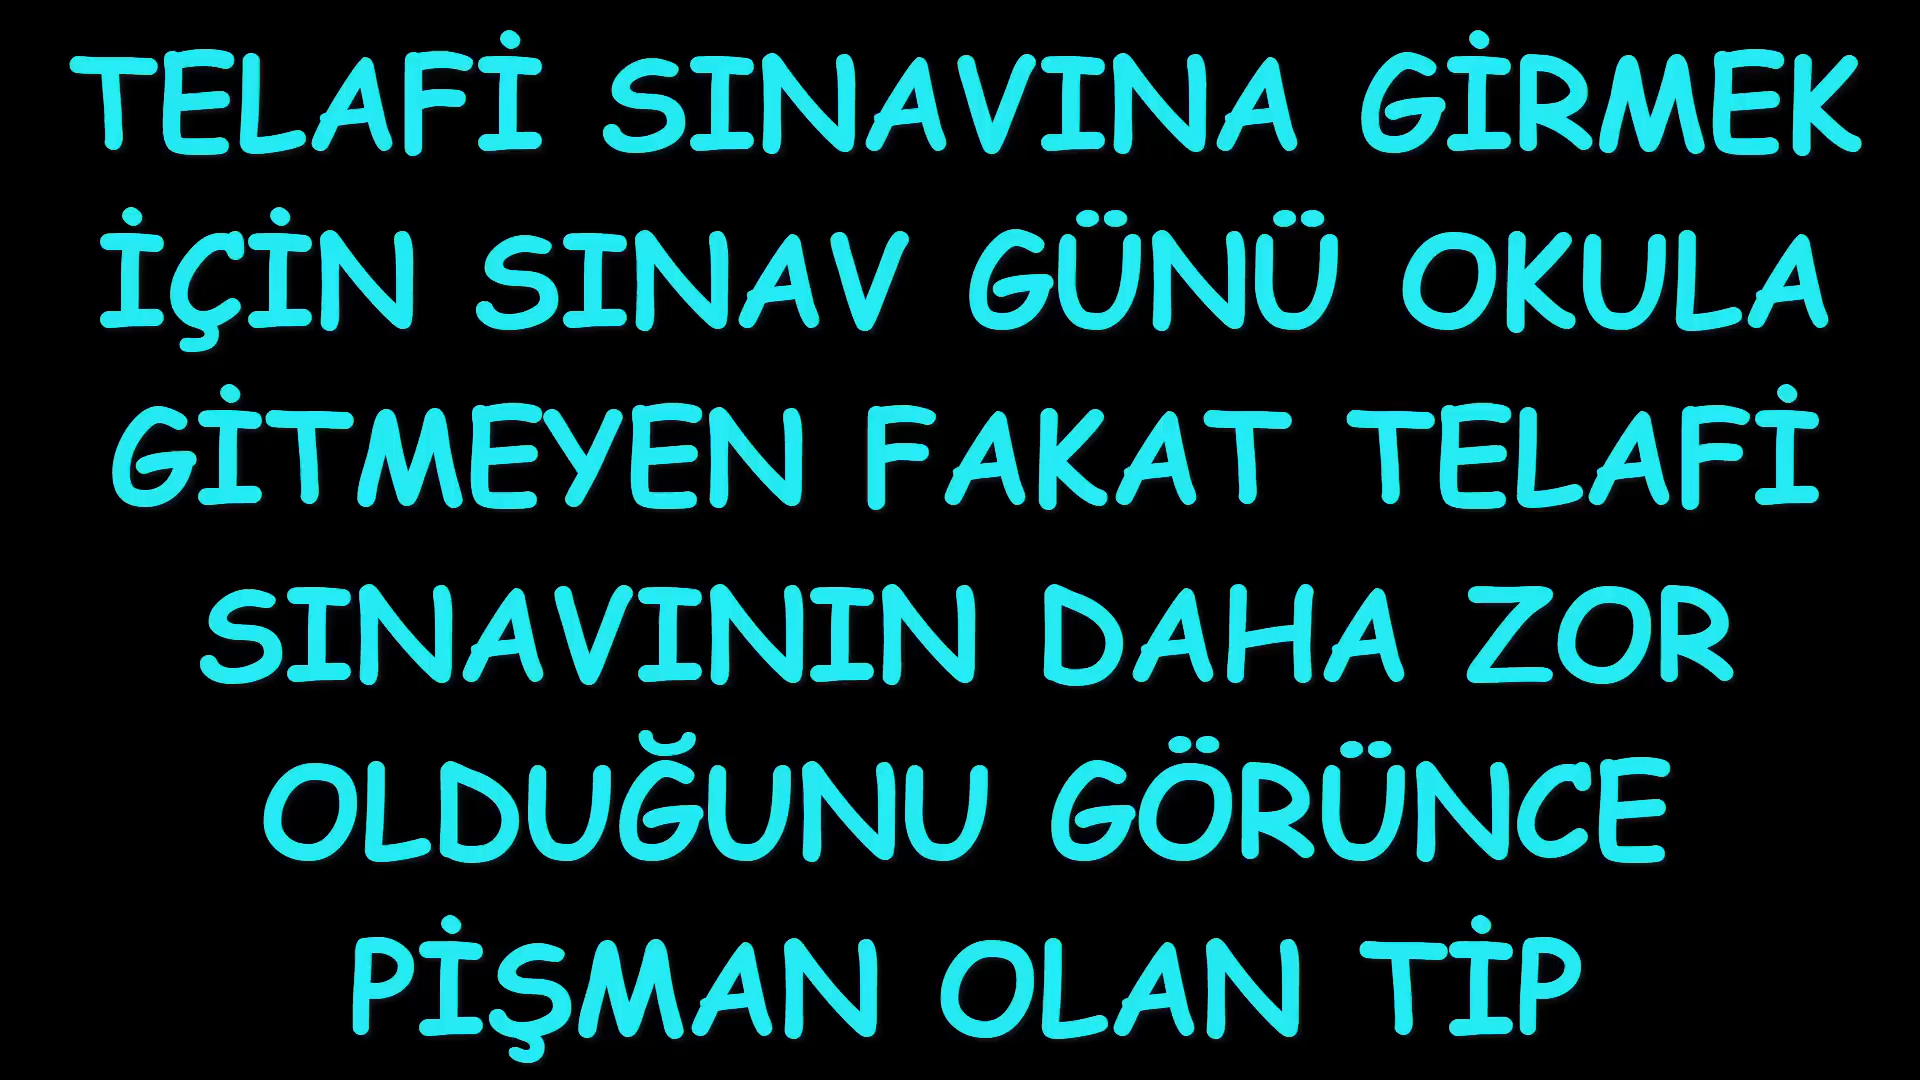 TELAFİ SINAVINA GİRMEK
İÇİN SINAV GÜNÜ OKULA
GİTMEYEN FAKAT TELAFİ
SINAVININ DAHA ZOR
OLDUĞUNU GÖRÜNCE
PİŞMAN OLAN TİP